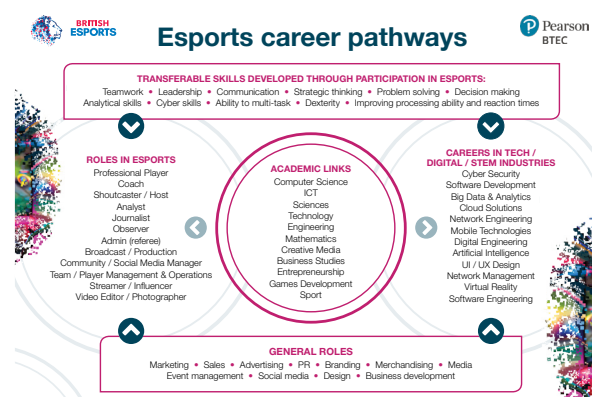 BRITISH
ESPORTS
Esports career pathways
Pearson
BTEC
TRANSFERABLE SKILLS DEVELOPED THROUGH PARTICIPATION IN ESPORTS:
Teamwork • Leadership • Communication • Strategic thinking • Problem solving • Decision making
Analytical skills • Cyber skills • Ability to multi-task • Dexterity • Improving processing ability and reaction times
ROLES IN ESPORTS
Professional Player
Coach
Shoutcaster / Host
Analyst
Journalist
Observer
Admin (referee)
Broadcast / Production
Community / Social Media Manager
Team / Player Management & Operations
Streamer / Influencer
Video Editor / Photographer
ACADEMIC LINKS
Computer Science
ICT
Sciences
Technology
Engineering
Mathematics
Creative Media
Business Studies
Entrepreneurship
Games Development
Sport
CAREERS IN TECH /
DIGITAL / STEM INDUSTRIES
Cyber Security
Software Development
Big Data & Analytics
Cloud Solutions
Network Engineering
Mobile Technologies
Digital Engineering
Artificial Intelligence
UI / UX Design
Network Management
Virtual Reality
Software Engineering
GENERAL ROLES
Marketing • Sales • Advertising • PR • Branding • Merchandising • Media
Event management • Social media • Design • Business development